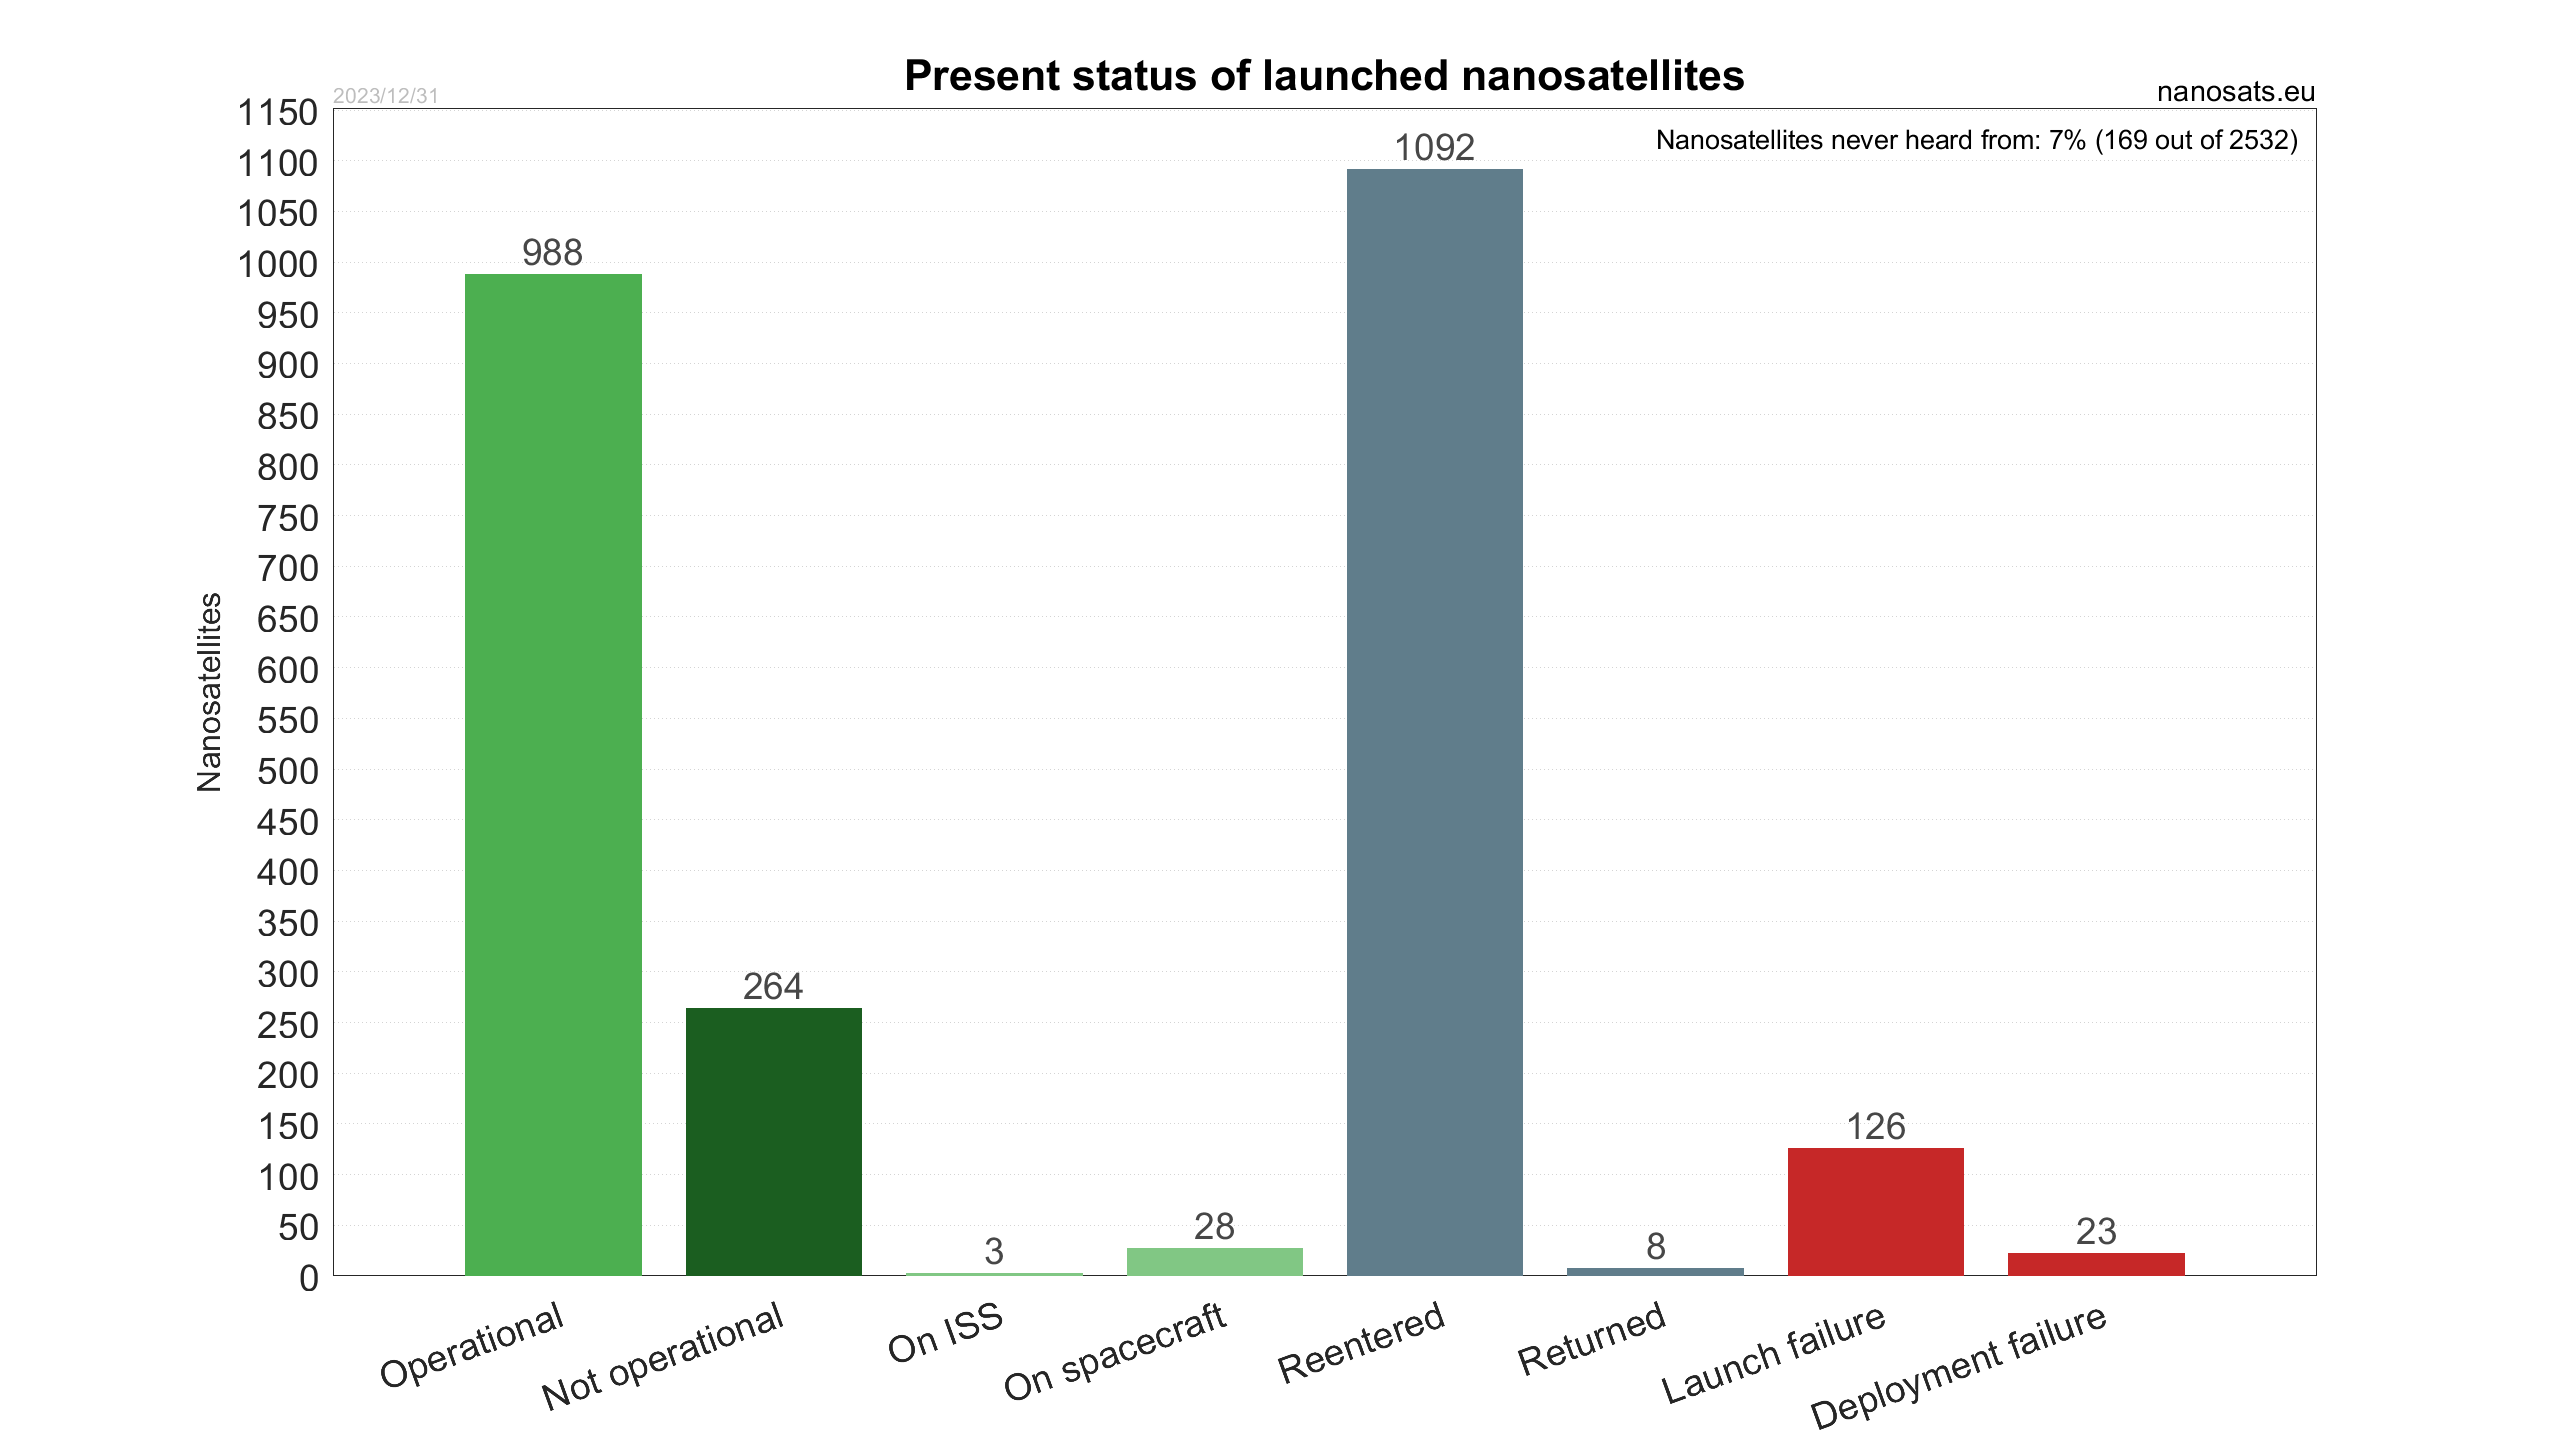 Present status of launched nanosatellites
2023/12/31
nanosats.eu
Nanosatellites never heard from: 7% (169 out of 2532)
Nanosatellites
1150
1100
1050
1000
950
900
850
800
750
700
650
600
550
500
450
400
350
300
250
200
150
100
50
0
988
264
3
28
1092
8
126
23
Operational
Not operational
On ISS
On spacecraft
Reentered
Returned
Launch failure
Deployment failure